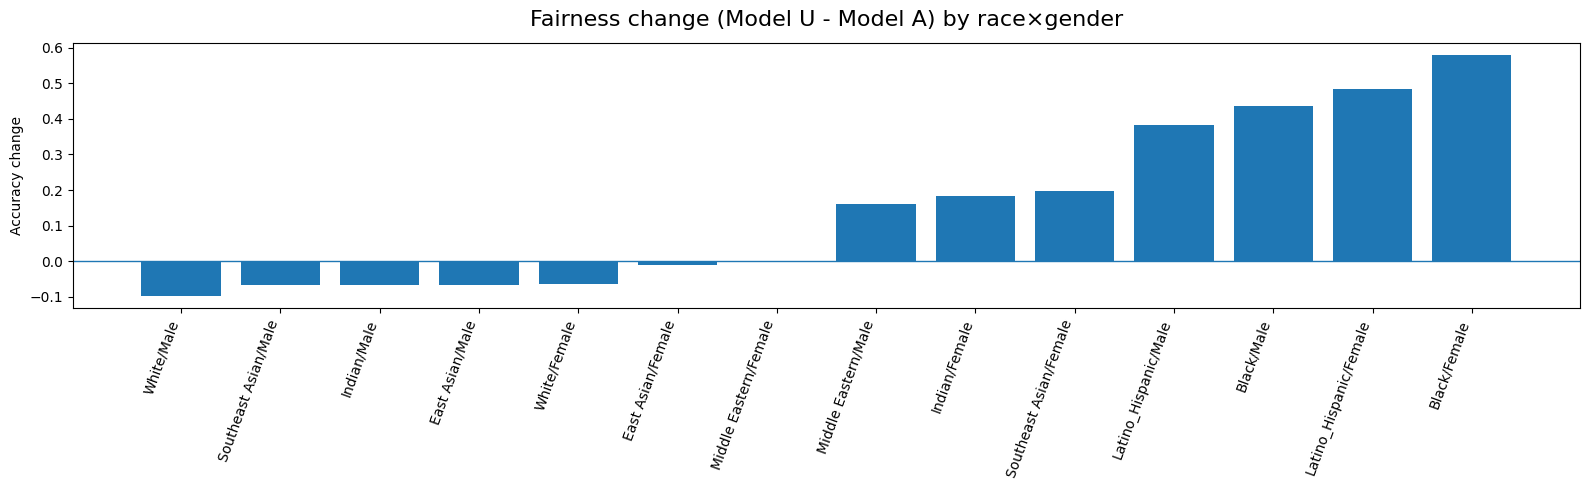 Fairness change (Model U - Model A) by race×gender
Accuracy change
0.6
0.5
0.4
0.3
0.2
0.1
0.0
−0.1
White/Male
Southeast Asian/Male
Indian/Male
East Asian/Male
White/Female
East Asian/Female
Middle Eastern/Female
Middle Eastern/Male
Indian/Female
Southeast Asian/Female
Latino_Hispanic/Male
Black/Male
Latino_Hispanic/Female
Black/Female